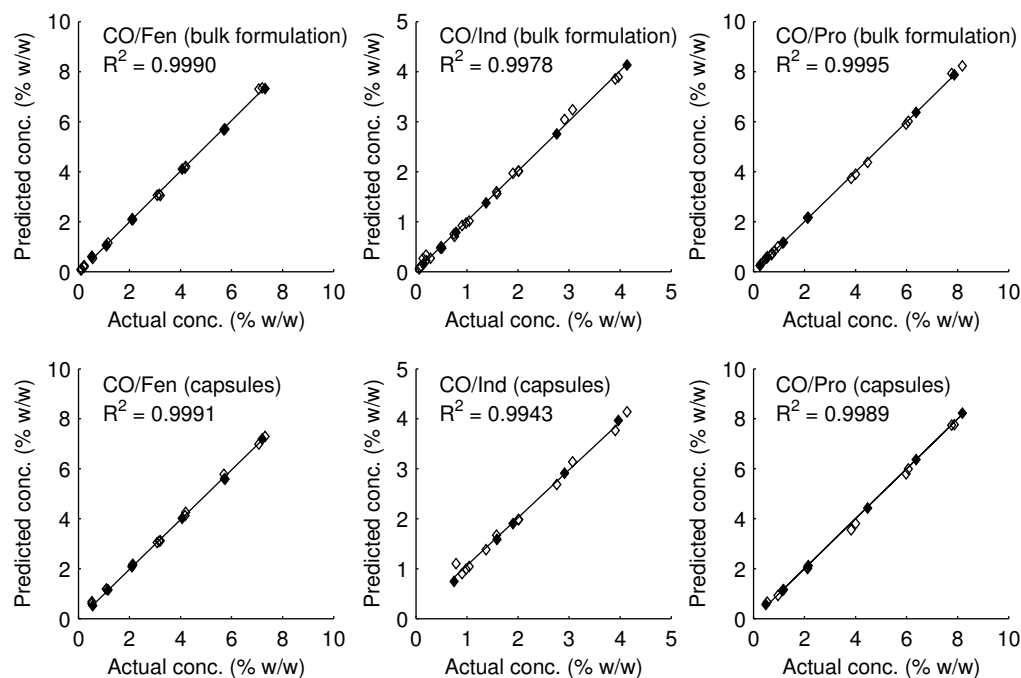 CO/Fen (bulk formulation)
R² = 0.9990
Predicted conc. (% w/w)
10
8
6
4
2
0
0 2 4 6 8 10
Actual conc. (% w/w)
CO/Ind (bulk formulation)
R² = 0.9978
Predicted conc. (% w/w)
5
4
3
2
1
0
0 1 2 3 4 5
Actual conc. (% w/w)
CO/Pro (bulk formulation)
R² = 0.9995
Predicted conc. (% w/w)
10
8
6
4
2
0
0 2 4 6 8 10
Actual conc. (% w/w)
CO/Fen (capsules)
R² = 0.9991
Predicted conc. (% w/w)
10
8
6
4
2
0
0 2 4 6 8 10
Actual conc. (% w/w)
CO/Ind (capsules)
R² = 0.9943
Predicted conc. (% w/w)
5
4
3
2
1
0
0 1 2 3 4 5
Actual conc. (% w/w)
CO/Pro (capsules)
R² = 0.9989
Predicted conc. (% w/w)
10
8
6
4
2
0
0 2 4 6 8 10
Actual conc. (% w/w)